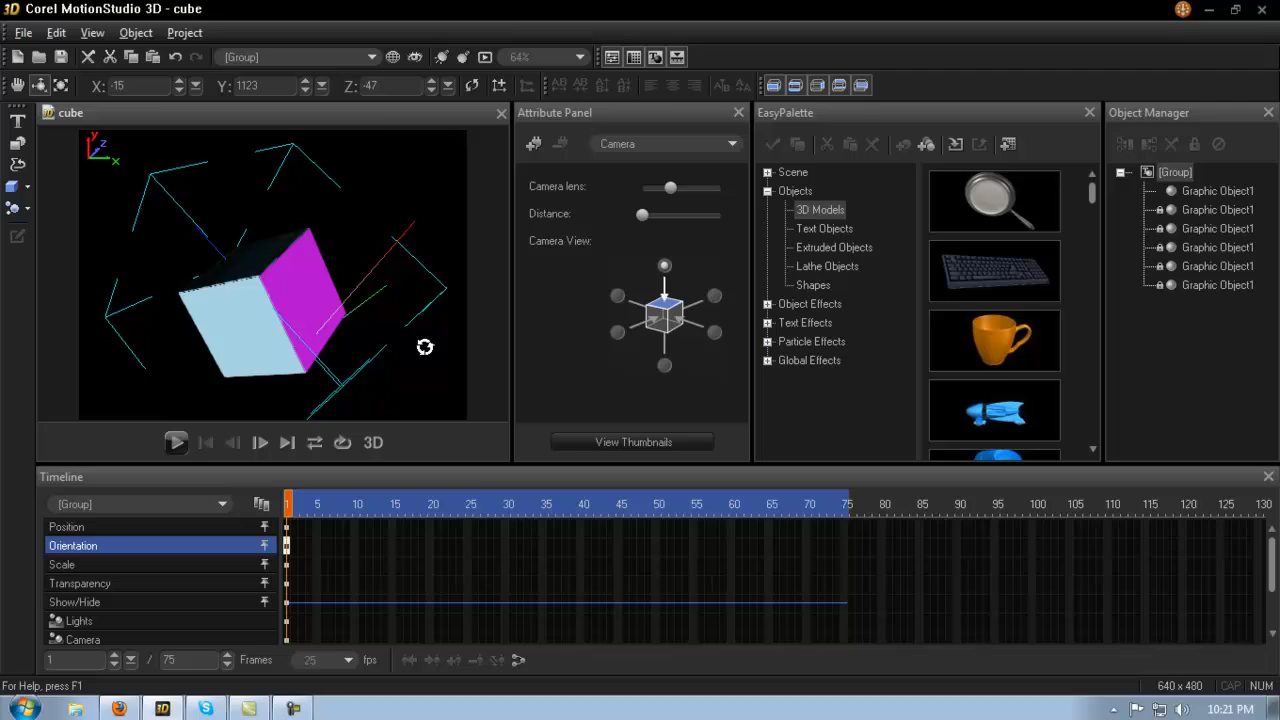 3D Corel MotionStudio 3D - cube
File Edit View Object Project
[Group] 64%
X: -15 Y: 1123 Z: -47
3D cube
y
z
x
3D
Attribute Panel
Camera
Camera lens:
Distance:
Camera View:
View Thumbnails
EasyPalette
Scene
Objects
3D Models
Text Objects
Extruded Objects
Lathe Objects
Shapes
Object Effects
Text Effects
Particle Effects
Global Effects
Object Manager
[Group]
Graphic Object1
Graphic Object1
Graphic Object1
Graphic Object1
Graphic Object1
Graphic Object1
Timeline
[Group] 1 5 10 15 20 25 30 35 40 45 50 55 60 65 70 75 80 85 90 95 100 105 110 115 120 125 130
Position
Orientation
Scale
Transparency
Show/Hide
Lights
Camera
1 / 75 Frames 25 fps
For Help, press F1 640 x 480 CAP NUM
3D 10:21 PM